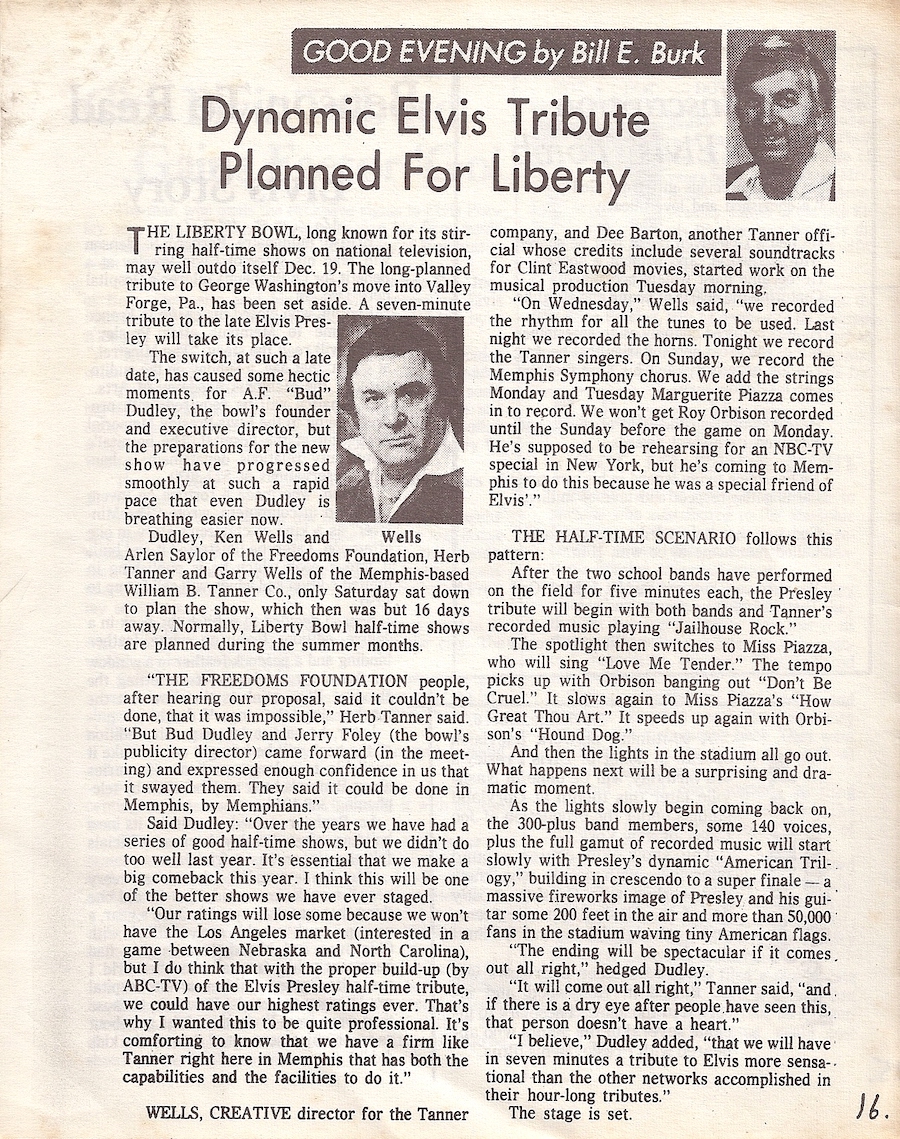 GOOD EVENING by Bill E. Burk
Dynamic Elvis Tribute
Planned For Liberty
THE LIBERTY BOWL, long known for its stir-
ring half-time shows on national television,
may well outdo itself Dec. 19. The long-planned
tribute to George Washington's move into Valley
Forge, Pa., has been set aside. A seven-minute
tribute to the late Elvis Pres-
ley will take its place.
The switch, at such a late
date, has caused some hectic
moments for A.F. “Bud”
Dudley, the bowl's founder
and executive director, but
the preparations for the new
show have progressed
smoothly at such a rapid
pace that even Dudley is
breathing easier now.
Dudley, Ken Wells and
Wells
Arlen Saylor of the Freedoms Foundation, Herb
Tanner and Garry Wells of the Memphis-based
William B. Tanner Co., only Saturday sat down
to plan the show, which then was but 16 days
away. Normally, Liberty Bowl half-time shows
are planned during the summer months.
“THE FREEDOMS FOUNDATION people,
after hearing our proposal, said it couldn't be
done, that it was impossible,” Herb Tanner said.
“But Bud Dudley and Jerry Foley (the bowl's
publicity director) came forward (in the meet-
ing) and expressed enough confidence in us that
it swayed them. They said it could be done in
Memphis, by Memphians.”
Said Dudley: “Over the years we have had a
series of good half-time shows, but we didn't do
too well last year. It's essential that we make a
big comeback this year. I think this will be one
of the better shows we have ever staged.
“Our ratings will lose some because we won't
have the Los Angeles market (interested in a
game between Nebraska and North Carolina),
but I do think that with the proper build-up (by
ABC-TV) of the Elvis Presley half-time tribute,
we could have our highest ratings ever. That's
why I wanted this to be quite professional. It's
comforting to know that we have a firm like
Tanner right here in Memphis that has both the
capabilities and the facilities to do it.”
WELLS, CREATIVE director for the Tanner
company, and Dee Barton, another Tanner offi-
cial whose credits include several soundtracks
for Clint Eastwood movies, started work on the
musical production Tuesday morning.
“On Wednesday,” Wells said, “we recorded
the rhythm for all the tunes to be used. Last
night we recorded the horns. Tonight we record
the Tanner singers. On Sunday, we record the
Memphis Symphony chorus. We add the strings
Monday and Tuesday Marguerite Piazza comes
in to record. We won't get Roy Orbison recorded
until the Sunday before the game on Monday.
He's supposed to be rehearsing for an NBC-TV
special in New York, but he's coming to Mem-
phis to do this because he was a special friend of
Elvis'.”
THE HALF-TIME SCENARIO follows this
pattern:
After the two school bands have performed
on the field for five minutes each, the Presley
tribute will begin with both bands and Tanner's
recorded music playing “Jailhouse Rock.”
The spotlight then switches to Miss Piazza,
who will sing “Love Me Tender.” The tempo
picks up with Orbison banging out “Don't Be
Cruel.” It slows again to Miss Piazza's “How
Great Thou Art.” It speeds up again with Orbi-
son's “Hound Dog.”
And then the lights in the stadium all go out.
What happens next will be a surprising and dra-
matic moment.
As the lights slowly begin coming back on,
the 300-plus band members, some 140 voices,
plus the full gamut of recorded music will start
slowly with Presley's dynamic “American Tril-
ogy,” building in crescendo to a super finale — a
massive fireworks image of Presley and his gui-
tar some 200 feet in the air and more than 50,000
fans in the stadium waving tiny American flags.
“The ending will be spectacular if it comes
out all right,” hedged Dudley.
“It will come out all right,” Tanner said, “and
if there is a dry eye after people have seen this,
that person doesn't have a heart.”
“I believe,” Dudley added, “that we will have
in seven minutes a tribute to Elvis more sensa-
tional than the other networks accomplished in
their hour-long tributes.”
The stage is set.
16.